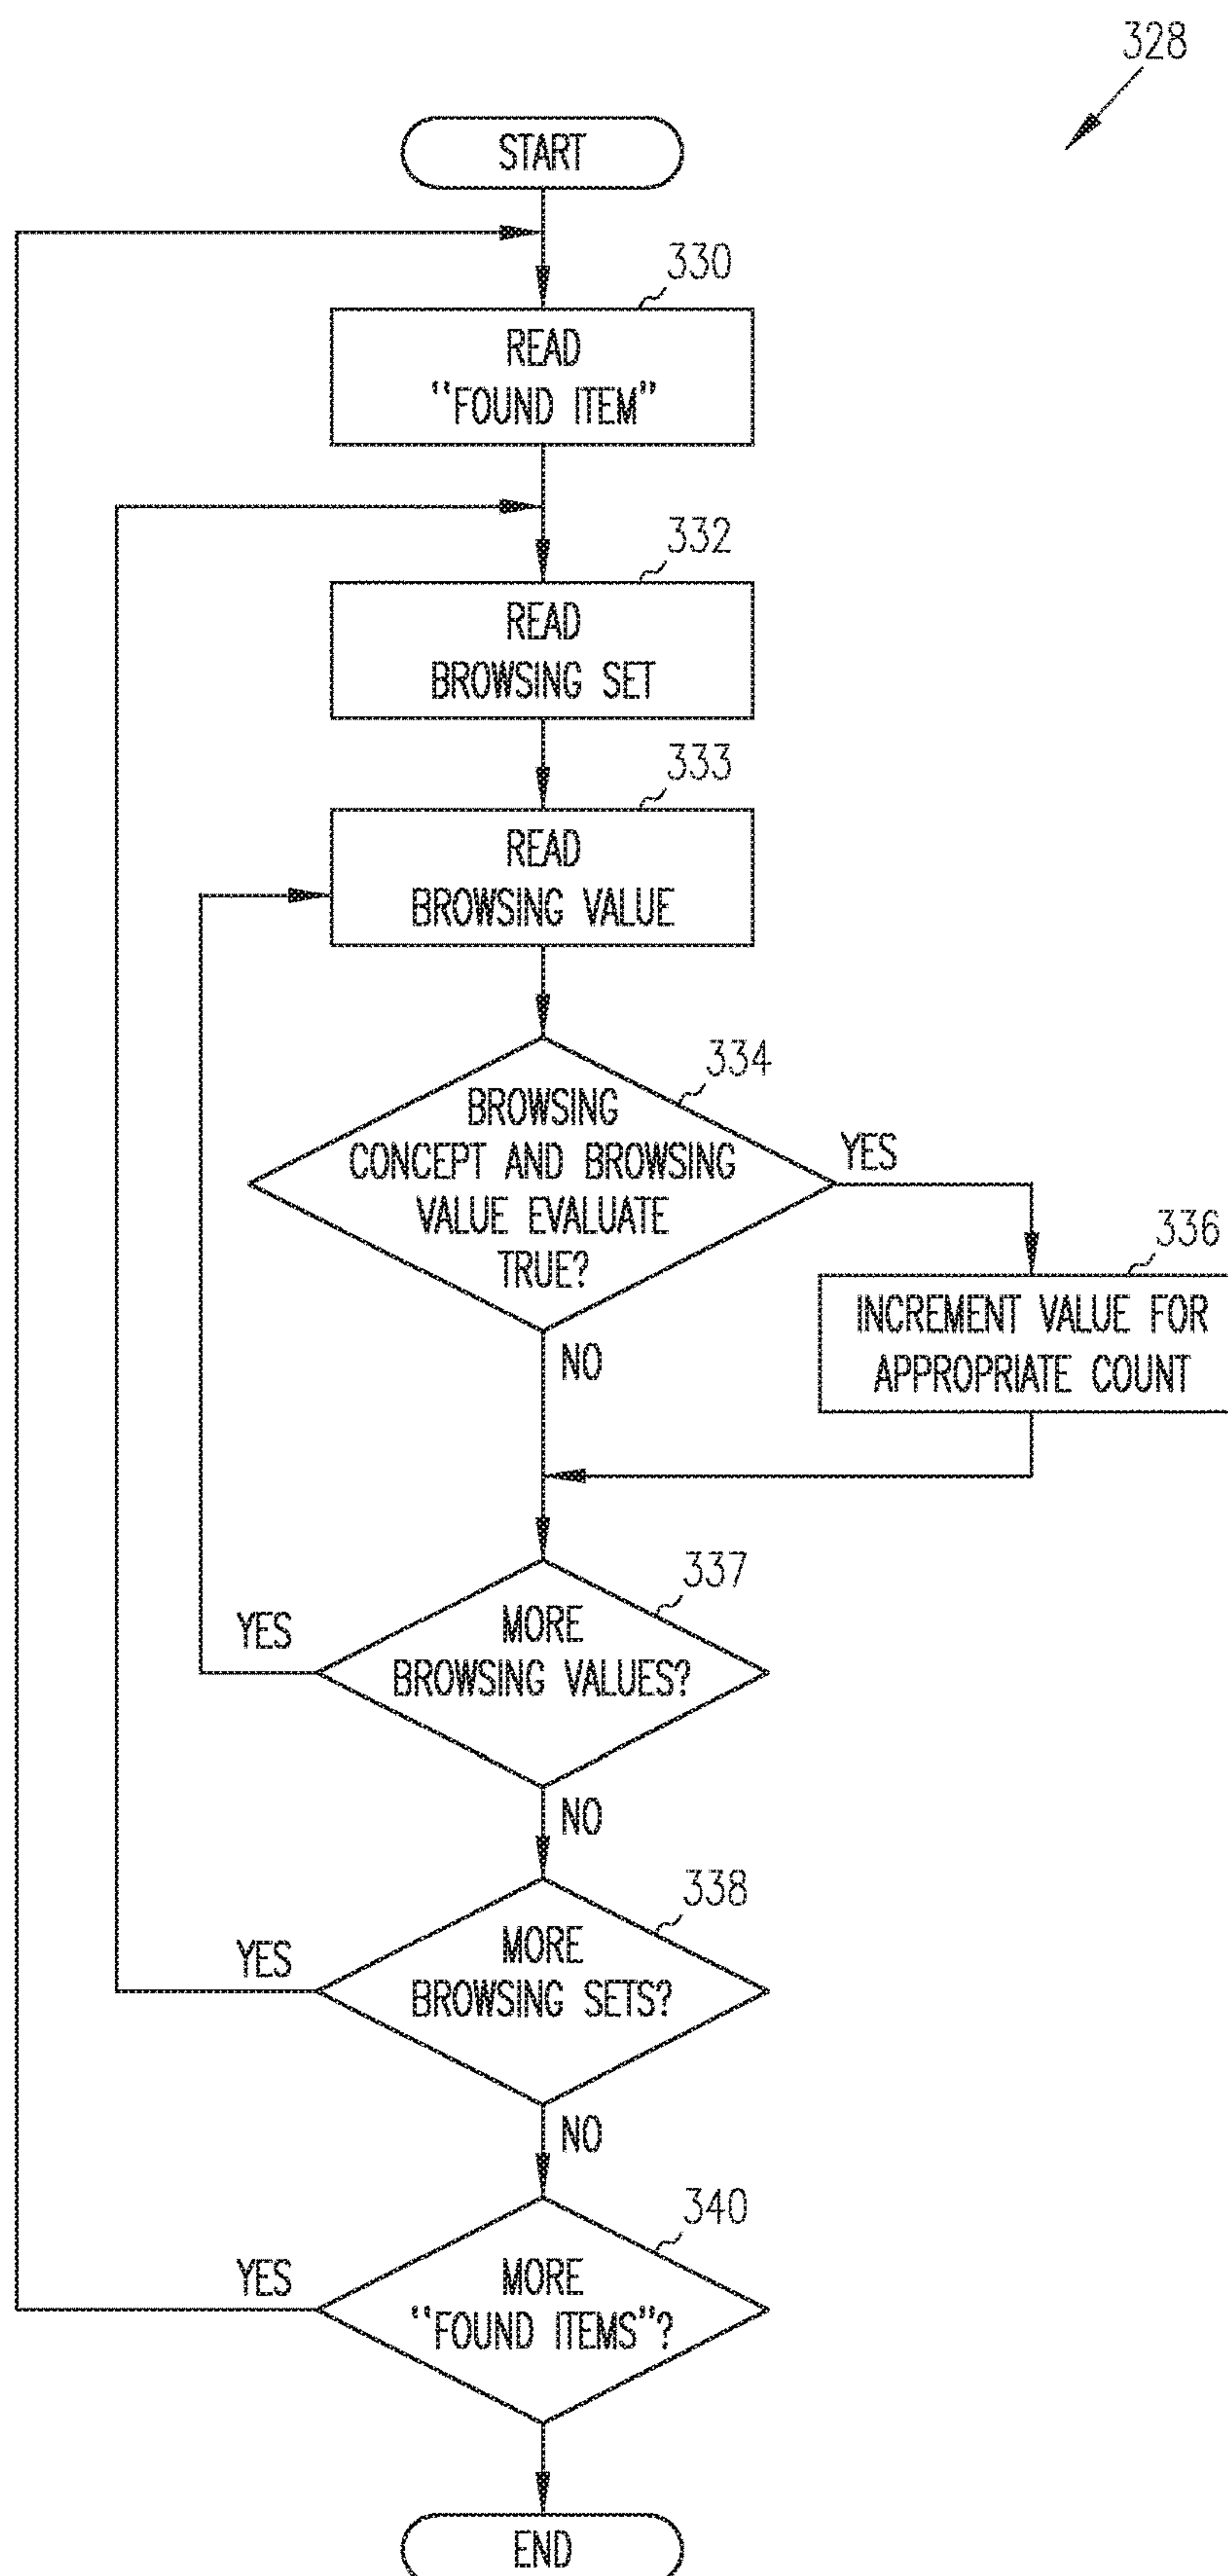 328
START
330
READ
"FOUND ITEM"
332
READ
BROWSING SET
333
READ
BROWSING VALUE
334
BROWSING
CONCEPT AND BROWSING
VALUE EVALUATE
TRUE?
YES
336
INCREMENT VALUE FOR
APPROPRIATE COUNT
NO
337
YES
MORE
BROWSING VALUES?
NO
338
YES
MORE
BROWSING SETS?
NO
340
YES
MORE
"FOUND ITEMS"?
END